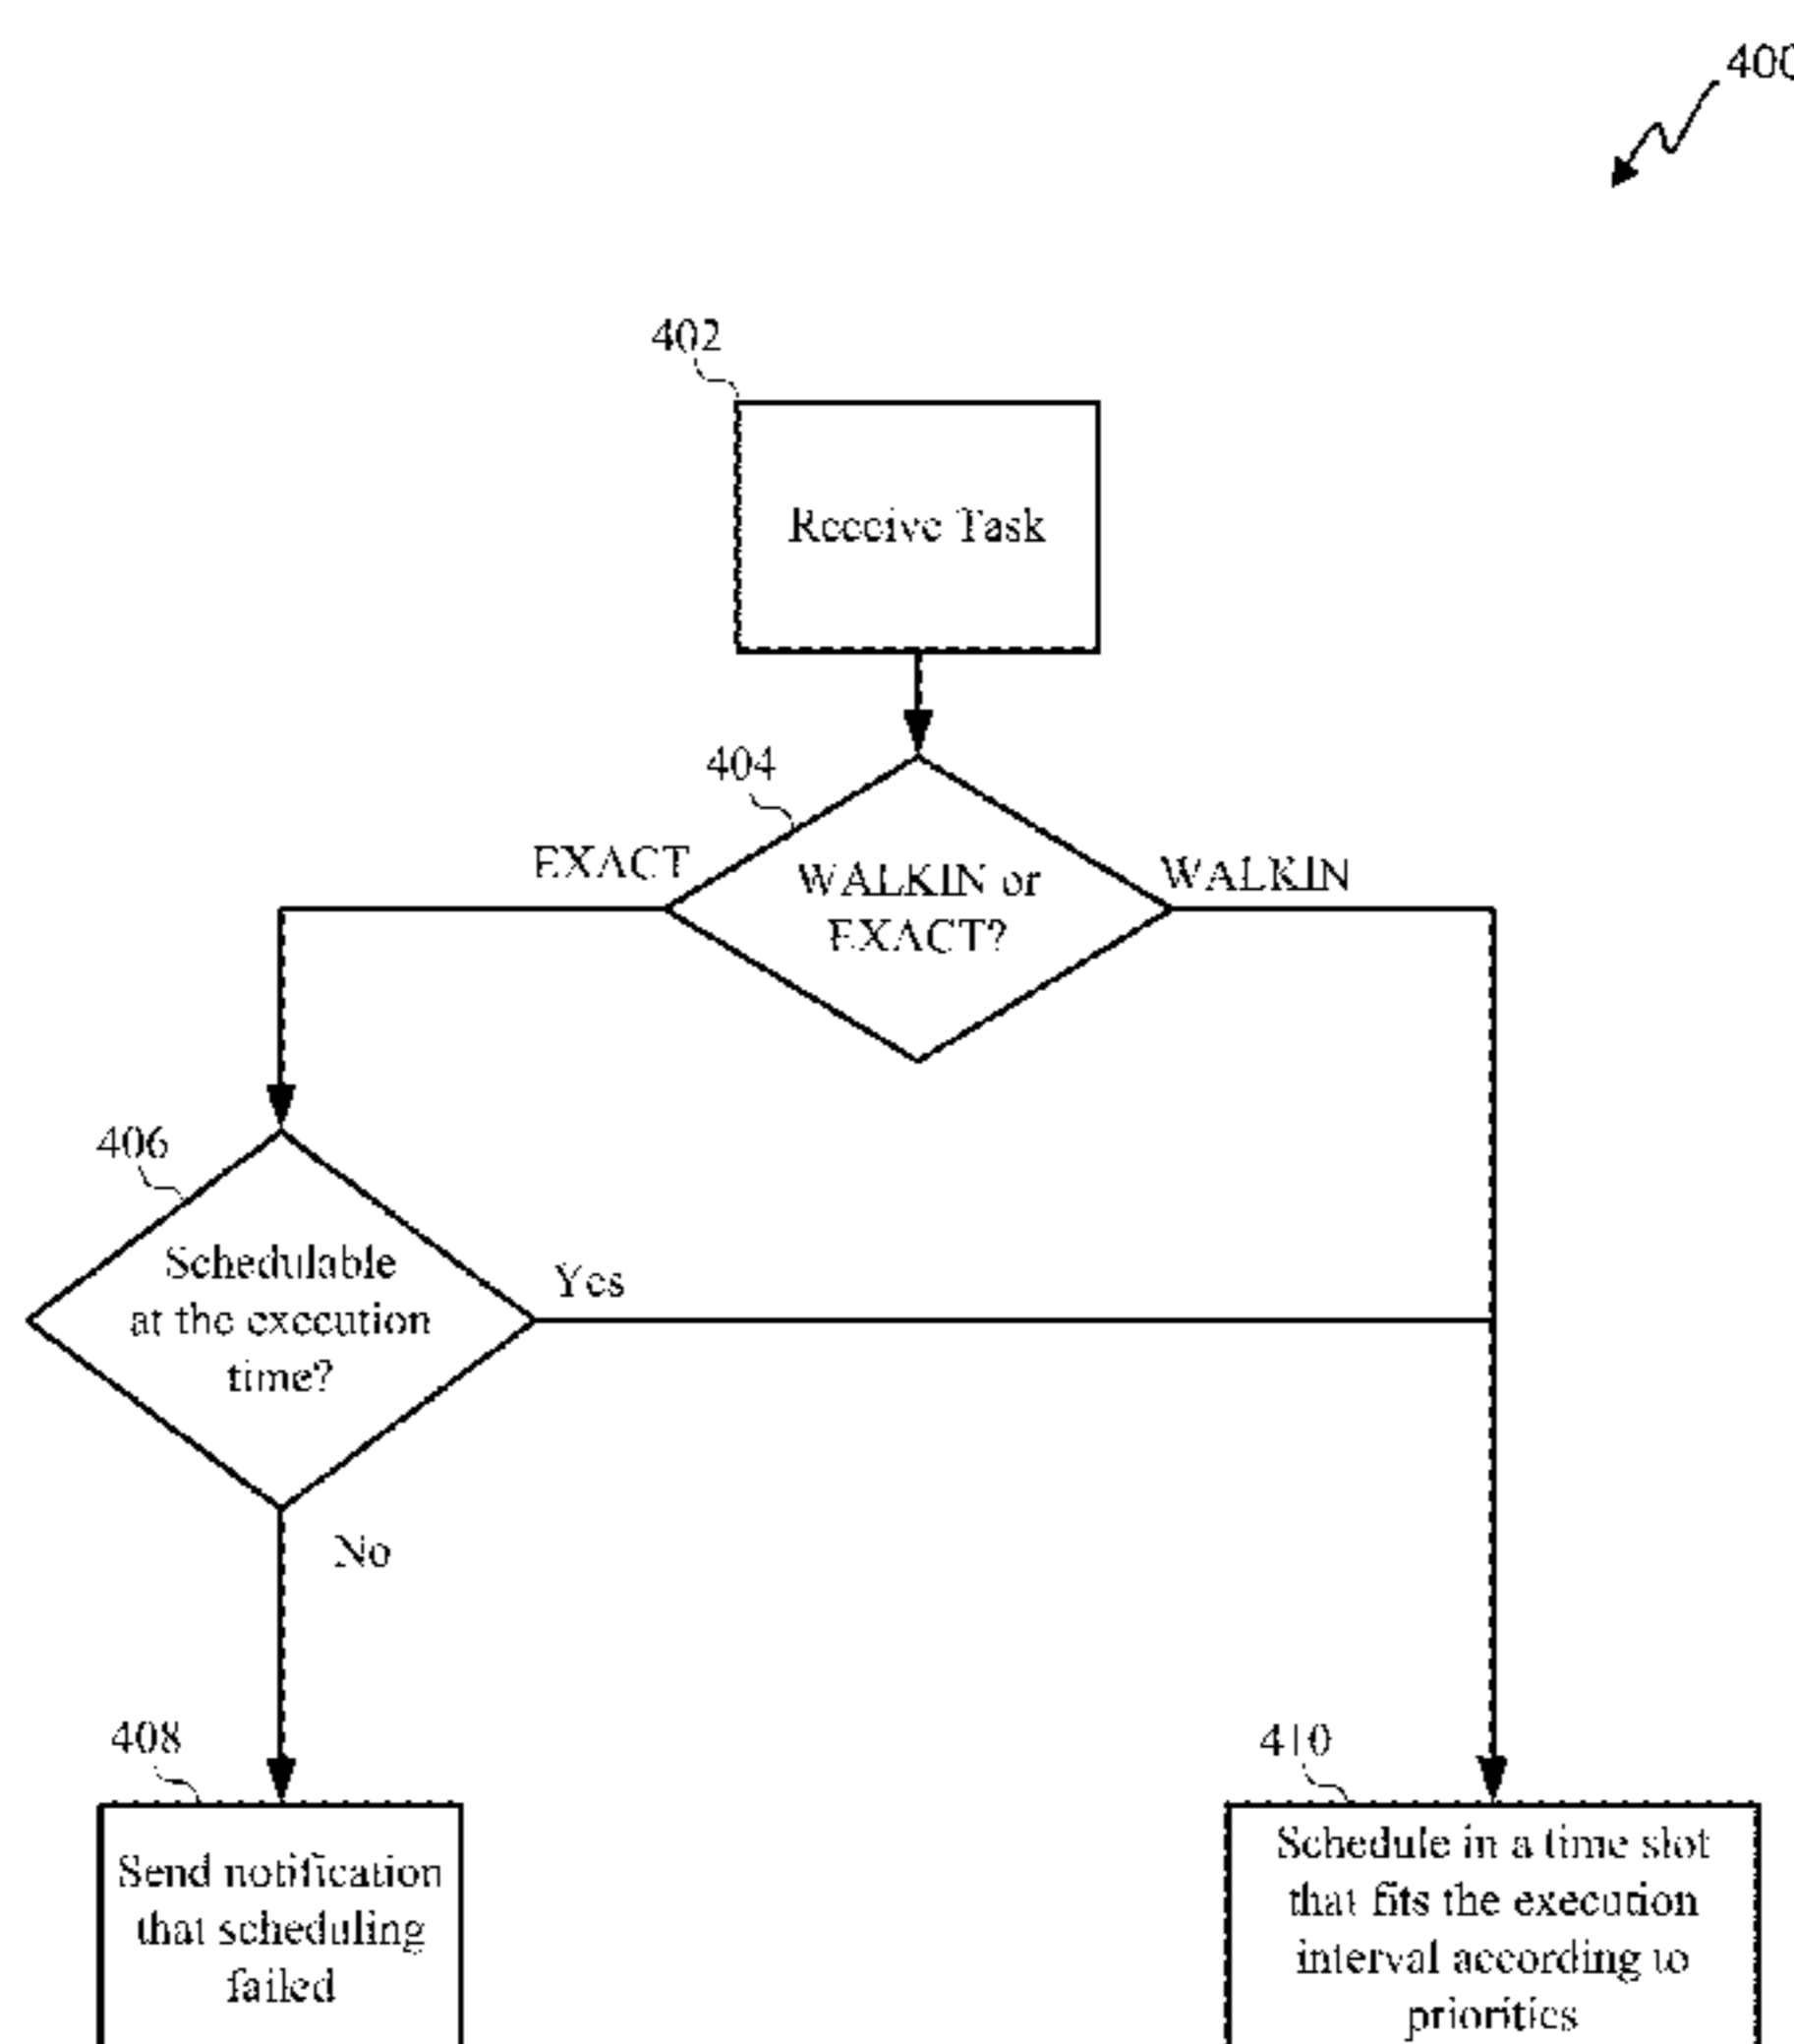 400
402
Receive Task
404
EXACT
WALKIN or
EXACT?
WALKIN
406
Schedulable
at the execution
time?
Yes
No
408
Send notification
that scheduling
failed
410
Schedule in a time slot
that fits the execution
interval according to
priorities